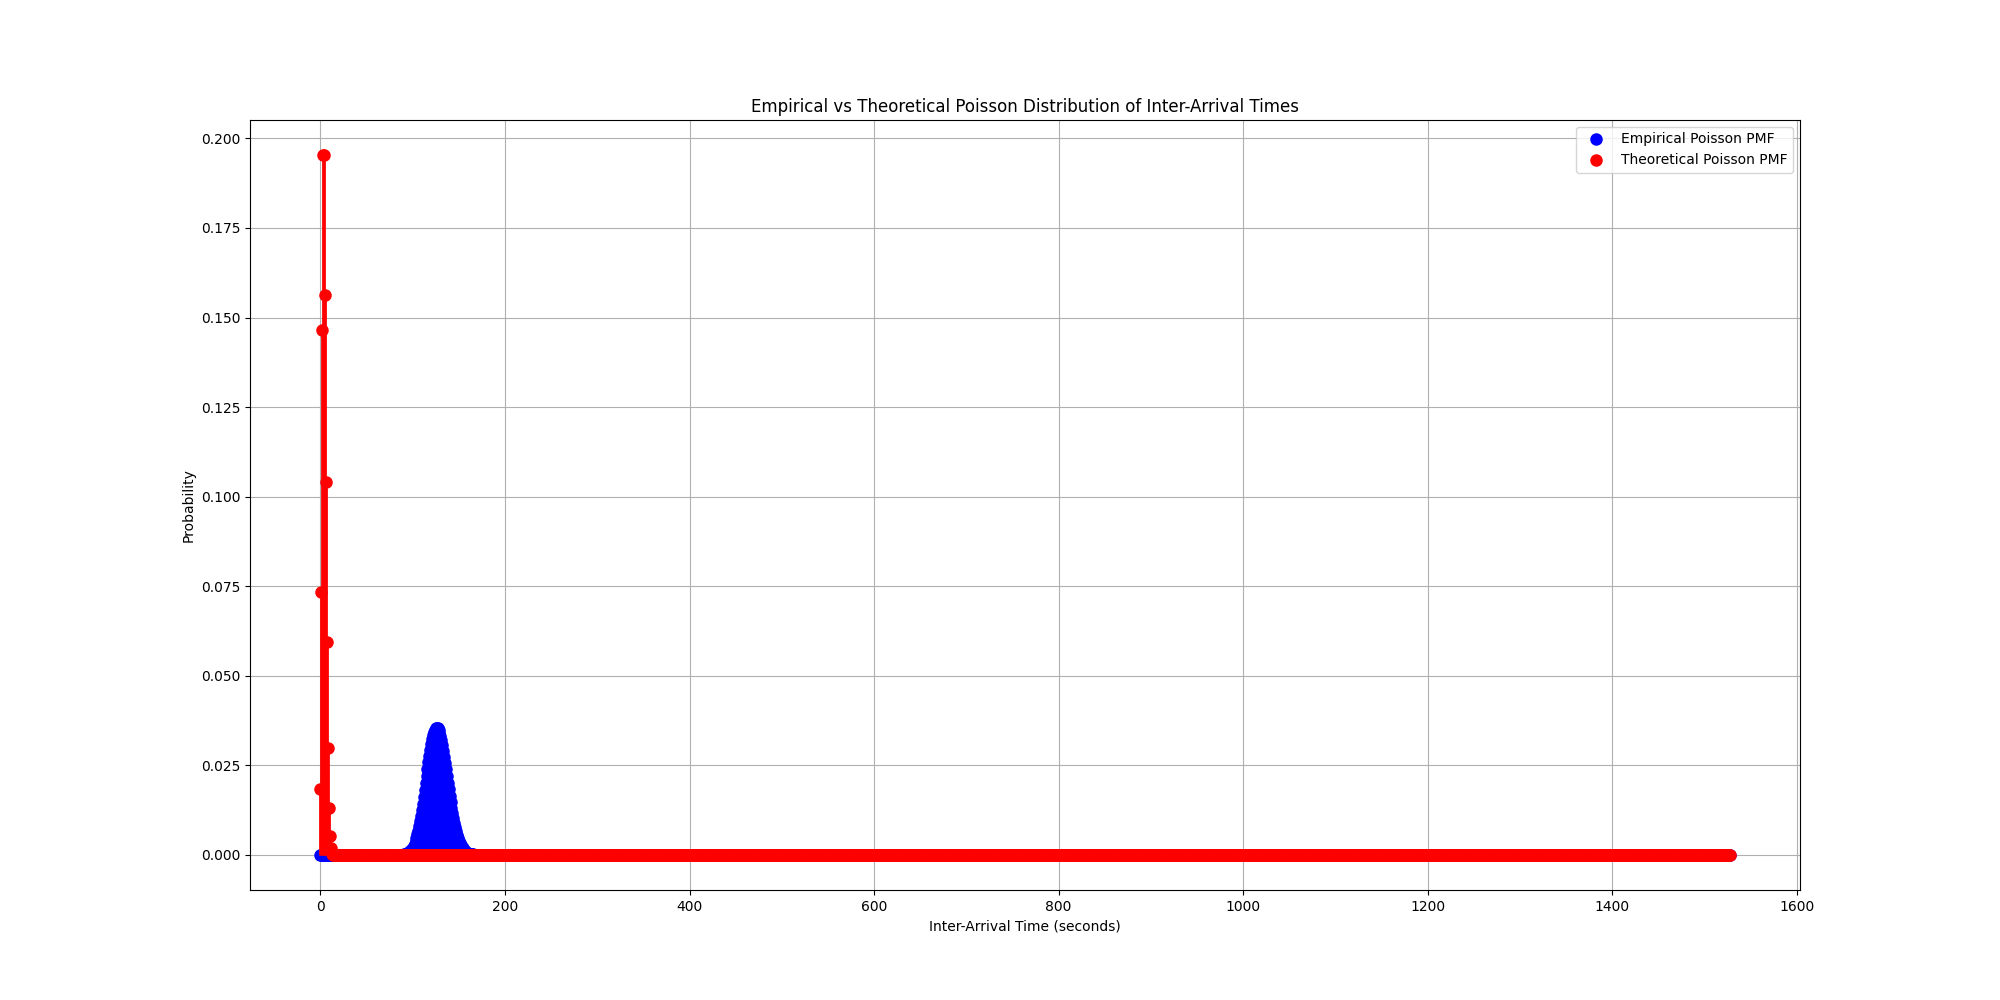 Empirical vs Theoretical Poisson Distribution of Inter-Arrival Times
Empirical Poisson PMF
Theoretical Poisson PMF
0.200
0.175
0.150
0.125
0.100
0.075
0.050
0.025
0.000
Probability
0 200 400 600 800 1000 1200 1400 1600
Inter-Arrival Time (seconds)